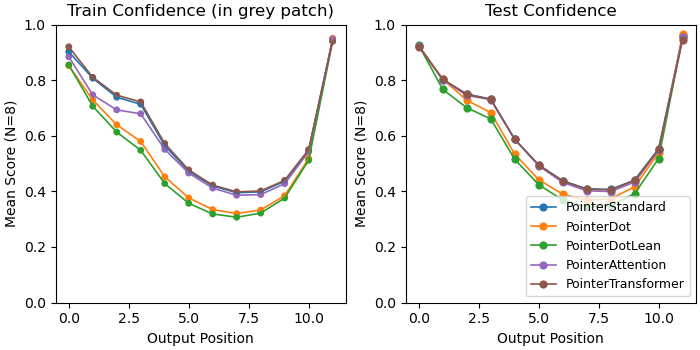 Train Confidence (in grey patch)
Test Confidence
Mean Score (N=8)
1.0
0.8
0.6
0.4
0.2
0.0
0.0 2.5 5.0 7.5 10.0
Output Position
Mean Score (N=8)
1.0
0.8
0.6
0.4
0.2
0.0
PointerStandard
PointerDot
PointerDotLean
PointerAttention
PointerTransformer
0.0 2.5 5.0 7.5 10.0
Output Position